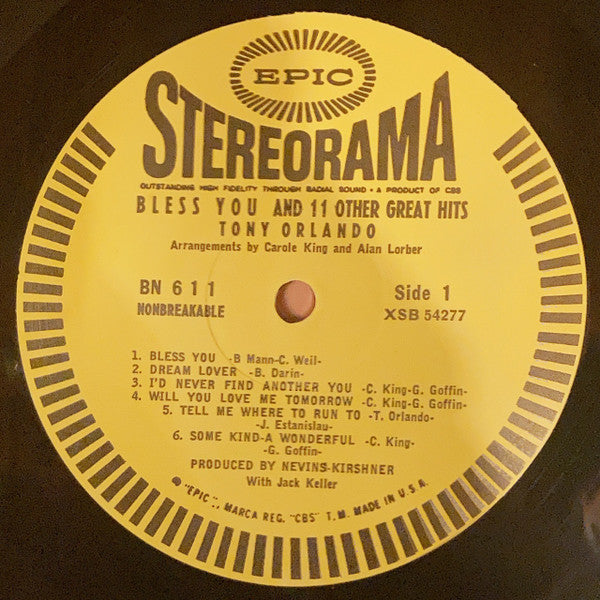 EPIC
STEREORAMA
OUTSTANDING HIGH FIDELITY THROUGH RADIAL SOUND • A PRODUCT OF CBS
BLESS YOU AND 11 OTHER GREAT HITS
TONY ORLANDO
Arrangements by Carole King and Alan Lorber
BN 611
NONBREAKABLE
Side 1
XSB 54277
1. BLESS YOU -B Mann-C. Weil-
2. DREAM LOVER -B. Darin-
3. I'D NEVER FIND ANOTHER YOU -C. King-G. Goffin-
4. WILL YOU LOVE ME TOMORROW -C. King-G. Goffin-
5. TELL ME WHERE TO RUN TO -T. Orlando-
-J. Estanislau-
6. SOME KIND-A WONDERFUL -C. King-
-G. Goffin-
PRODUCED BY NEVINS-KIRSHNER
With Jack Keller
® "EPIC", MARCA REG. "CBS" T.M. MADE IN U.S.A.